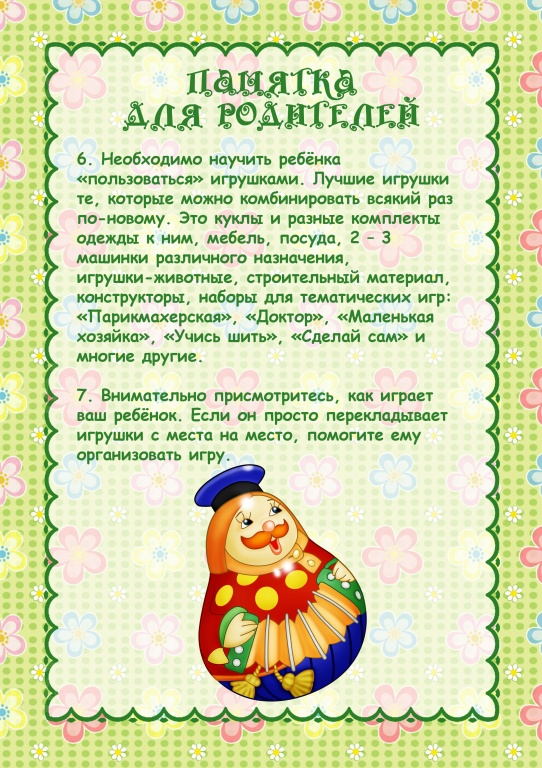 ПАМЯТКА
ДЛЯ РОДИТЕЛЕЙ
6. Необходимо научить ребёнка
«пользоваться» игрушками. Лучшие игрушки
те, которые можно комбинировать всякий раз
по-новому. Это куклы и разные комплекты
одежды к ним, мебель, посуда, 2 – 3
машинки различного назначения,
игрушки-животные, строительный материал,
конструкторы, наборы для тематических игр:
«Парикмахерская», «Доктор», «Маленькая
хозяйка», «Учись шить», «Сделай сам» и
многие другие.
7. Внимательно присмотритесь, как играет
ваш ребёнок. Если он просто перекладывает
игрушки с места на место, помогите ему
организовать игру.